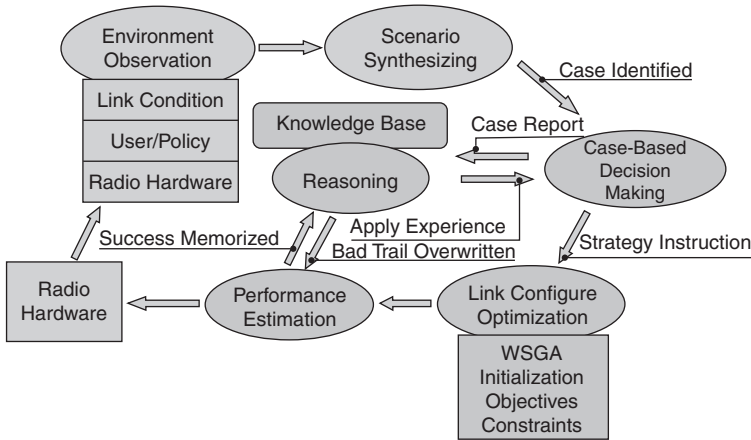 Environment
Observation
Link Condition
User/Policy
Radio Hardware
Scenario
Synthesizing
Case Identified
Knowledge Base
Reasoning
Case Report
Case-Based
Decision
Making
Apply Experience
Success Memorized
Bad Trail Overwritten
Strategy Instruction
Radio
Hardware
Performance
Estimation
Link Configure
Optimization
WSGA
Initialization
Objectives
Constraints